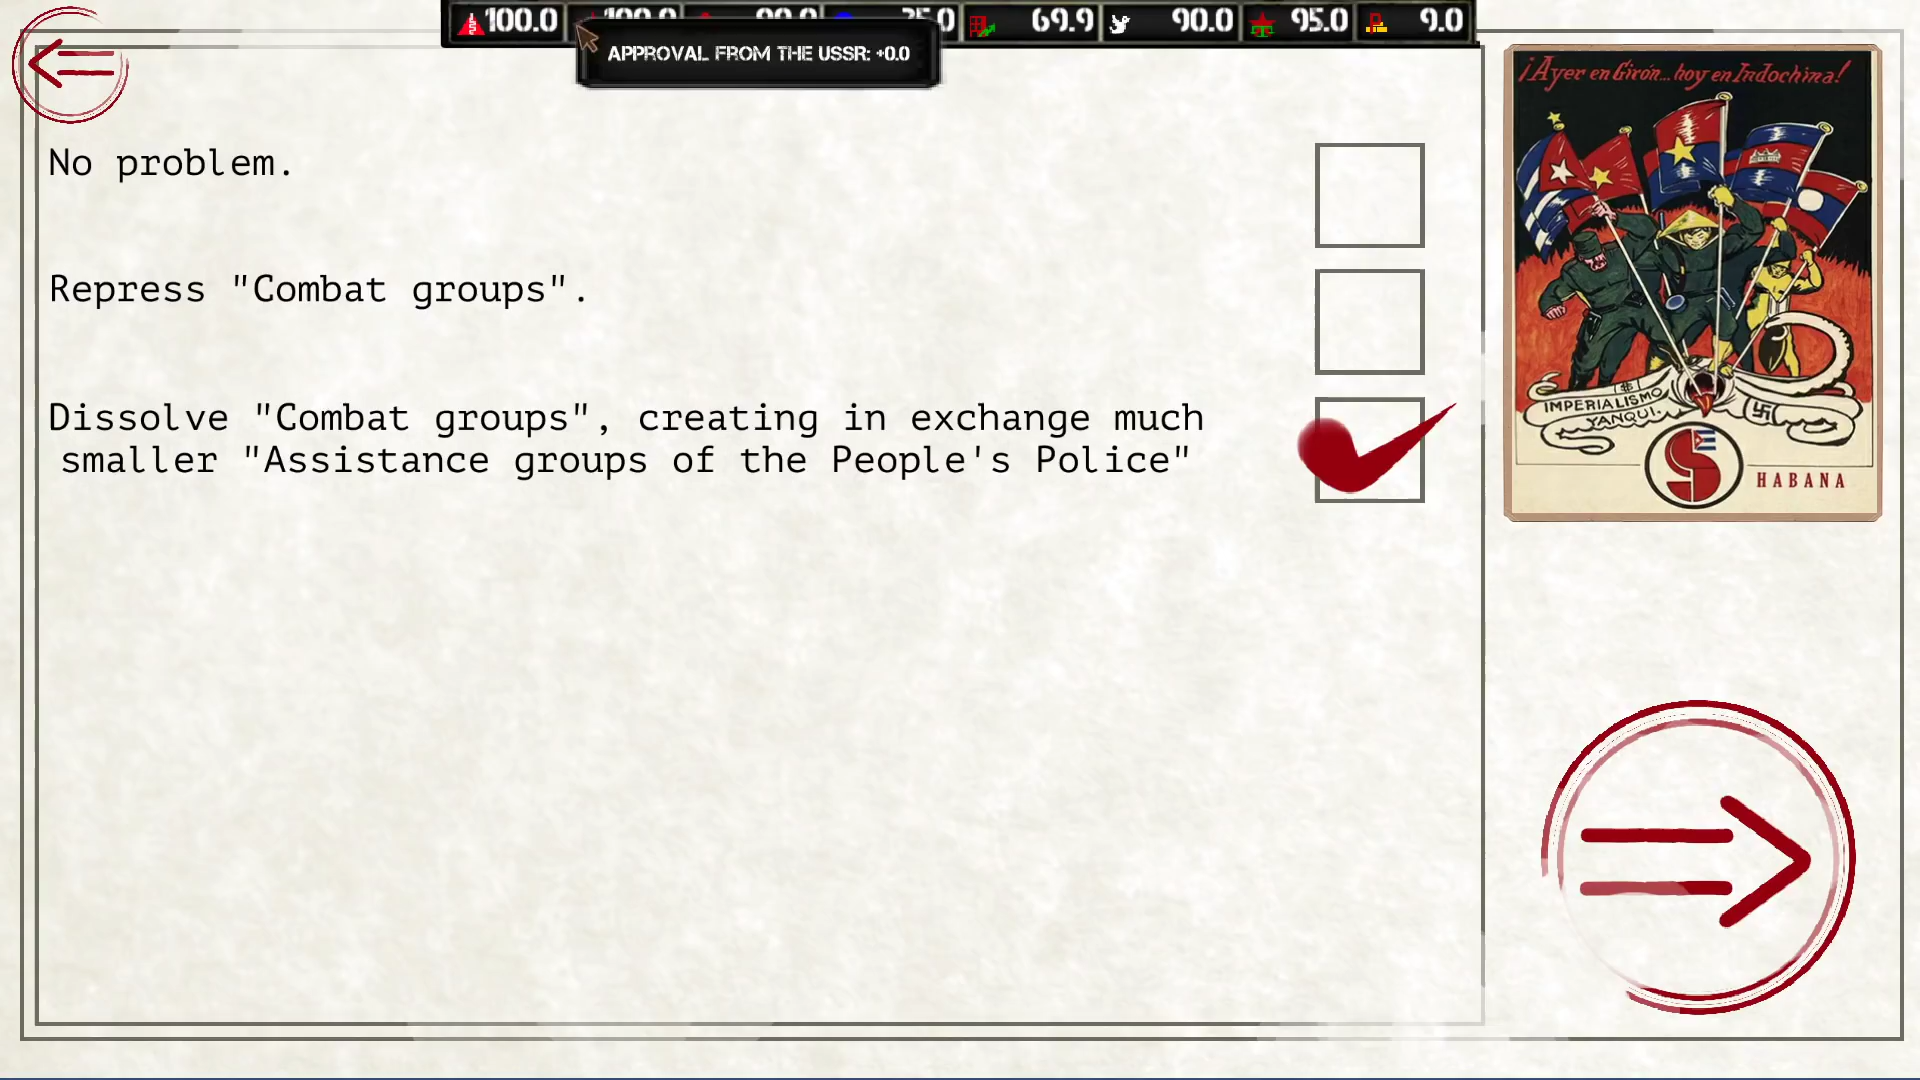 100.0
69.9
90.0
95.0
9.0
APPROVAL FROM THE USSR: +0.0
No problem.
Repress "Combat groups".
Dissolve "Combat groups", creating in exchange much
smaller "Assistance groups of the People's Police"
¡Ayer en Girón... hoy en Indochina!
IMPERIALISMO
YANQUI.
HABANA